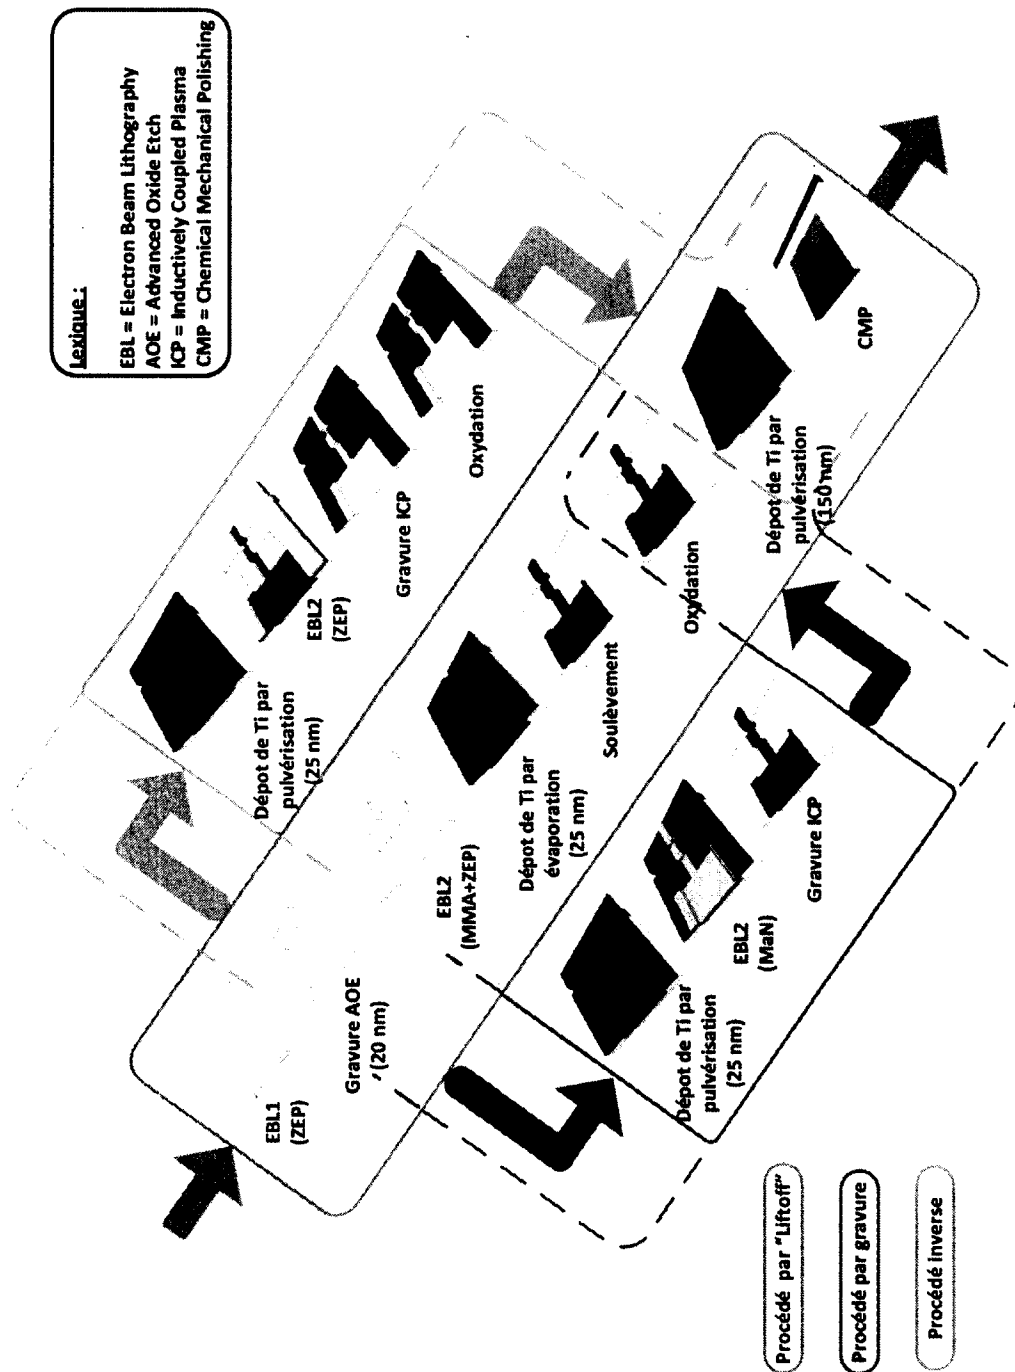 Lexique :
EBL = Electron Beam Lithography
AOE = Advanced Oxide Etch
ICP = Inductively Coupled Plasma
CMP = Chemical Mechanical Polishing
Dépot de Ti par
pulvérisation
(25 nm)
EBL2
(ZEP)
Gravure ICP
Oxydation
EBL1
(ZEP)
Gravure AOE
(20 nm)
EBL2
(MMA+ZEP)
Dépot de Ti par
évaporation
(25 nm)
Soulèvement
Oxydation
Dépot de Ti par
pulvérisation
(150 nm)
CMP
Dépot de Ti par
pulvérisation
(25 nm)
EBL2
(MaN)
Gravure ICP
Procédé par "Liftoff"
Procédé par gravure
Procédé inverse